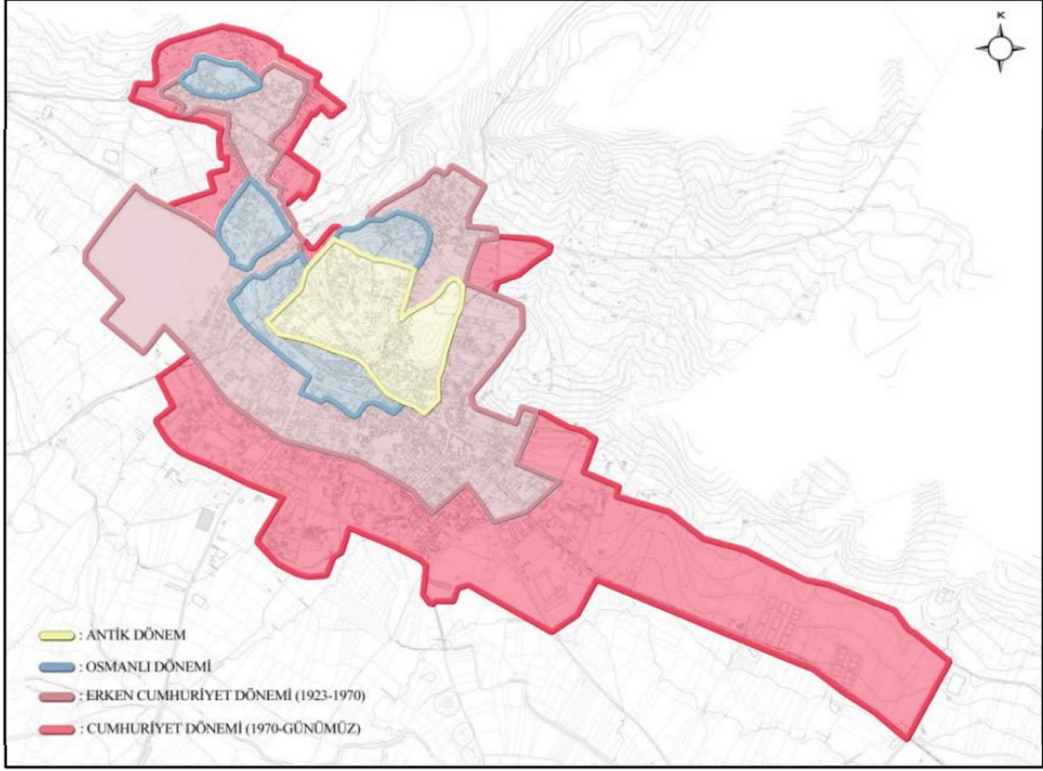 K
: ANTİK DÖNEM
: OSMANLI DÖNEMİ
: ERKEN CUMHURİYET DÖNEMİ (1923-1970)
: CUMHURİYET DÖNEMİ (1970-GÜNÜMÜZ)